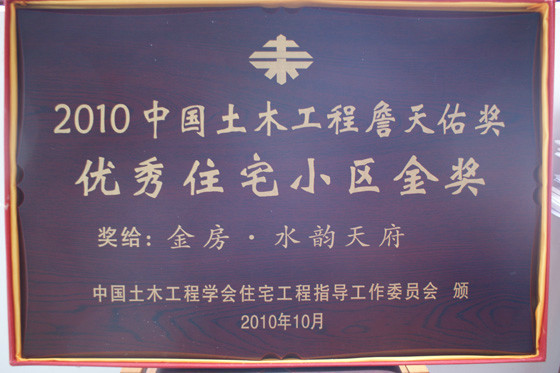 2010中国土木工程詹天佑奖
优秀住宅小区金奖
奖给：金房·水韵天府
中国土木工程学会住宅工程指导工作委员会 颁
2010年10月